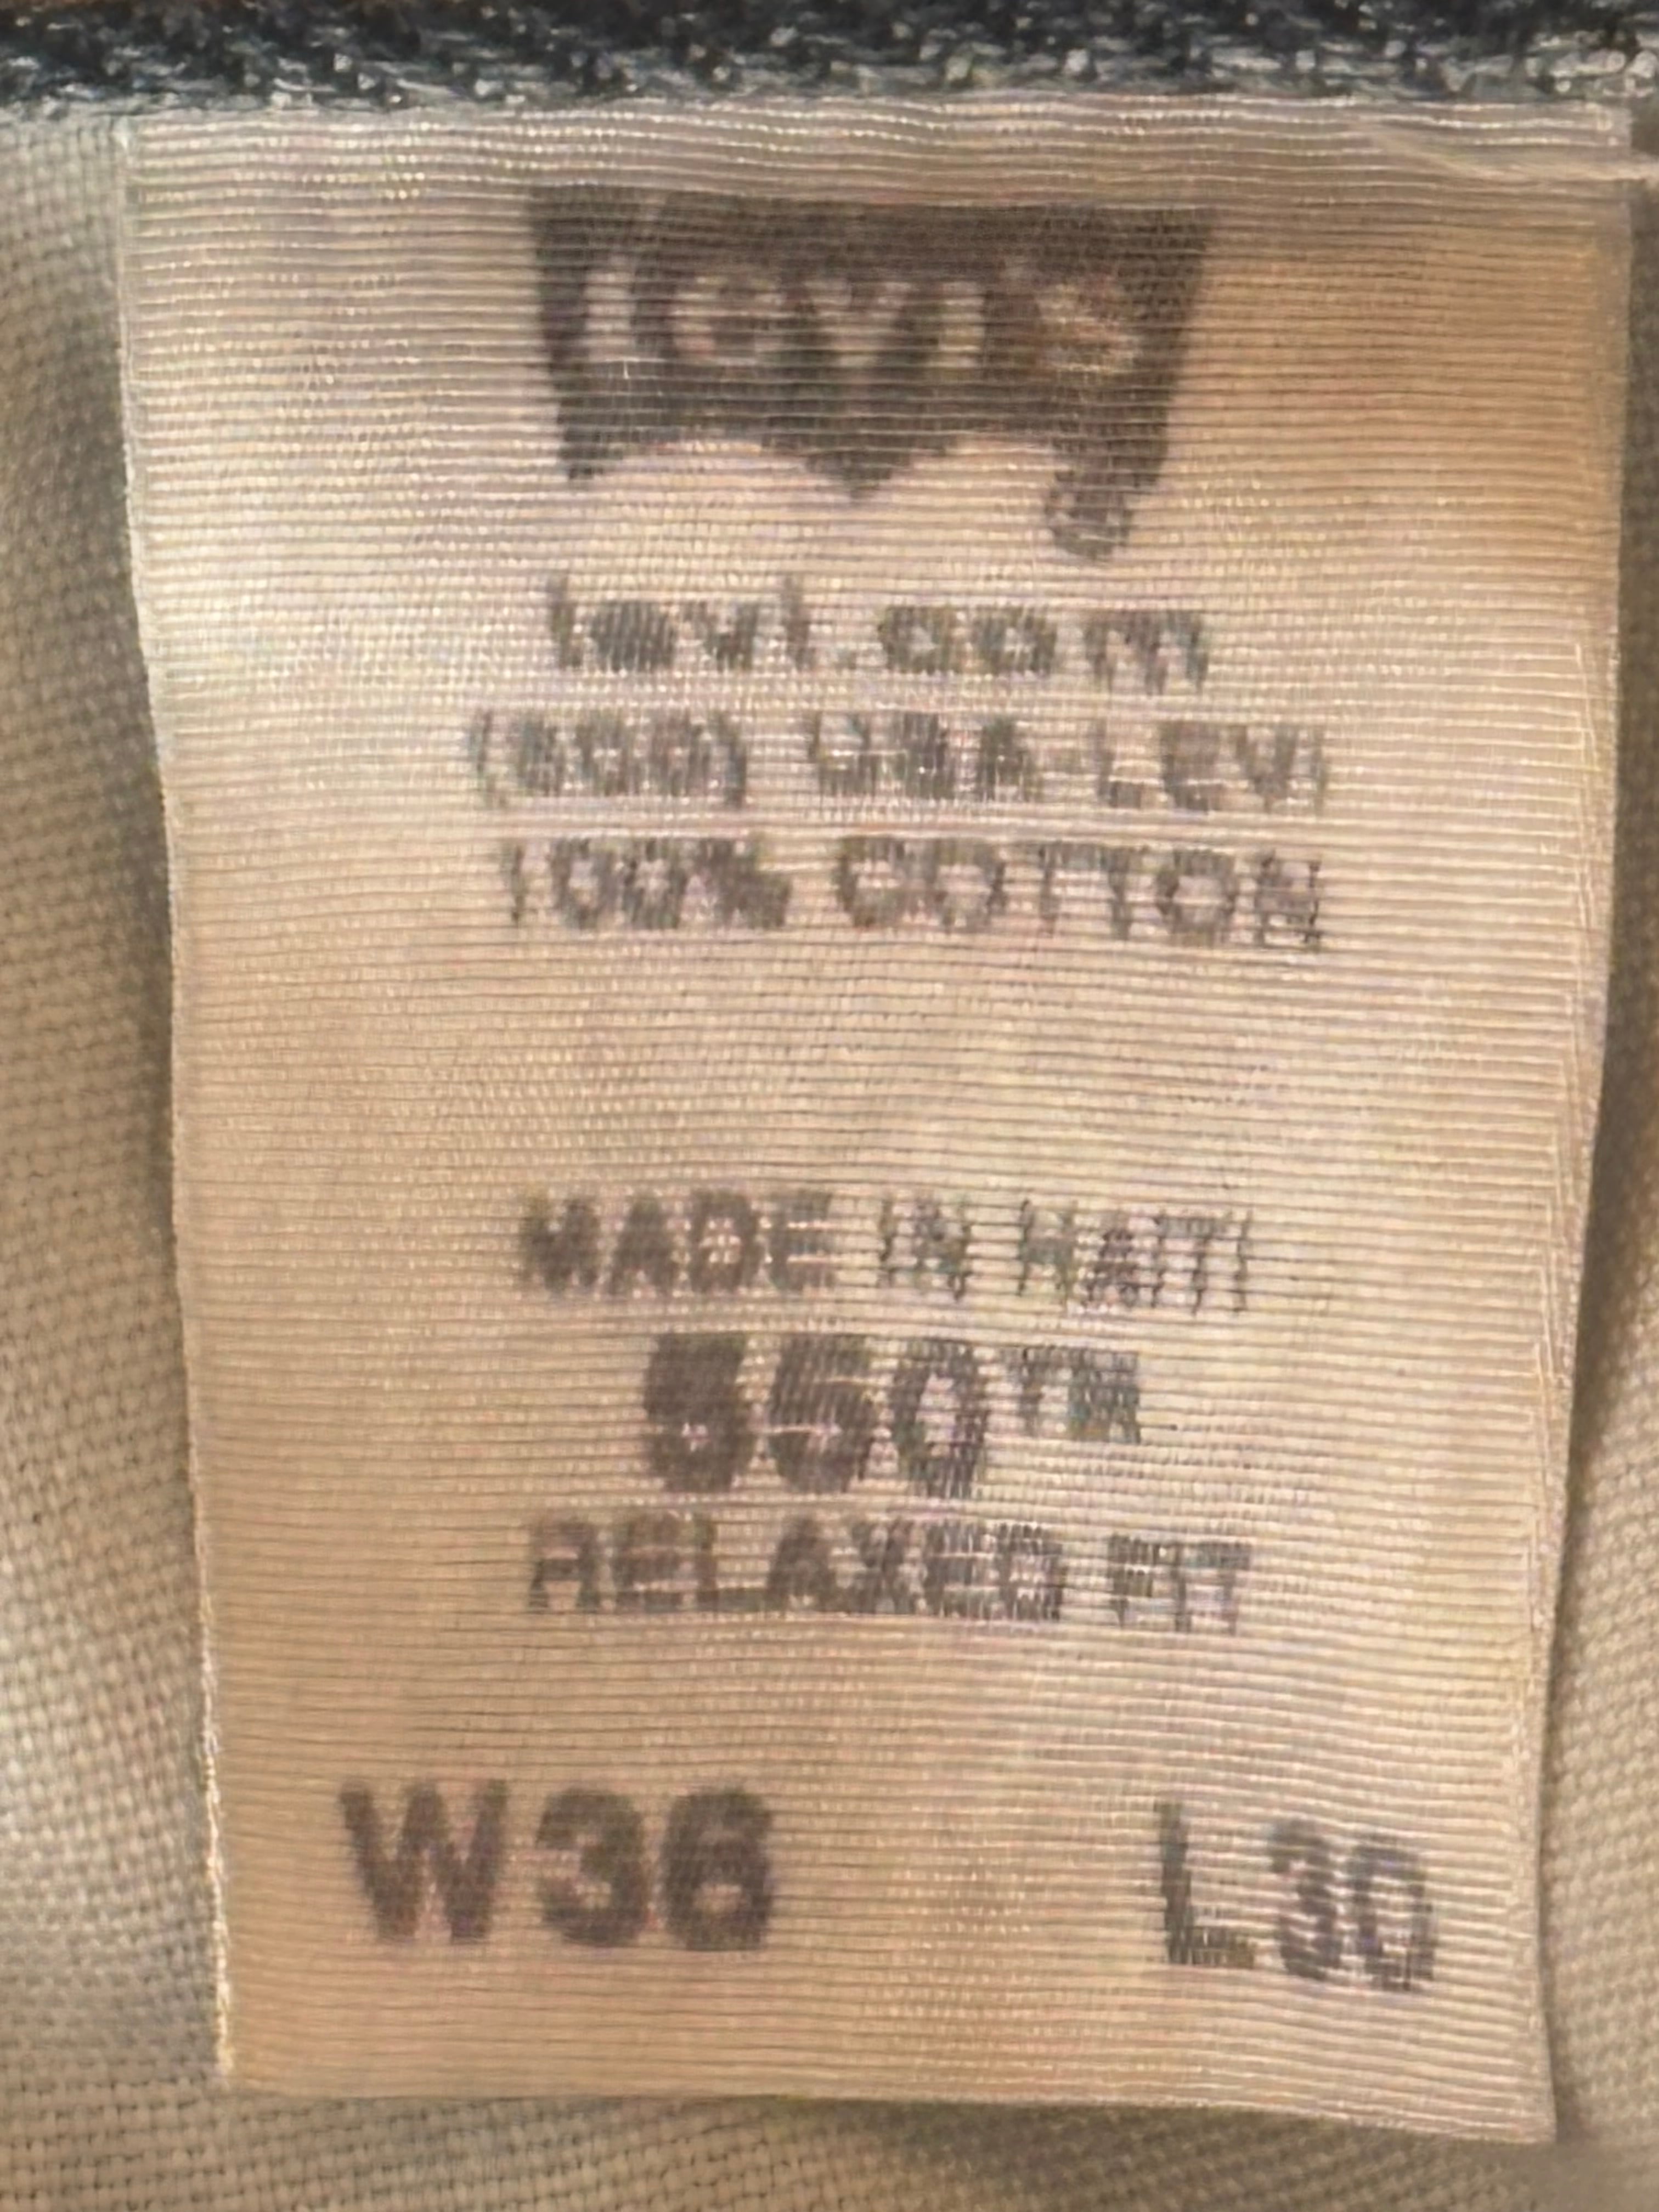 Levi's
levi.com
(800) USA-LEVI
100% COTTON
MADE IN HAITI
550™
RELAXED FIT
W36 L30